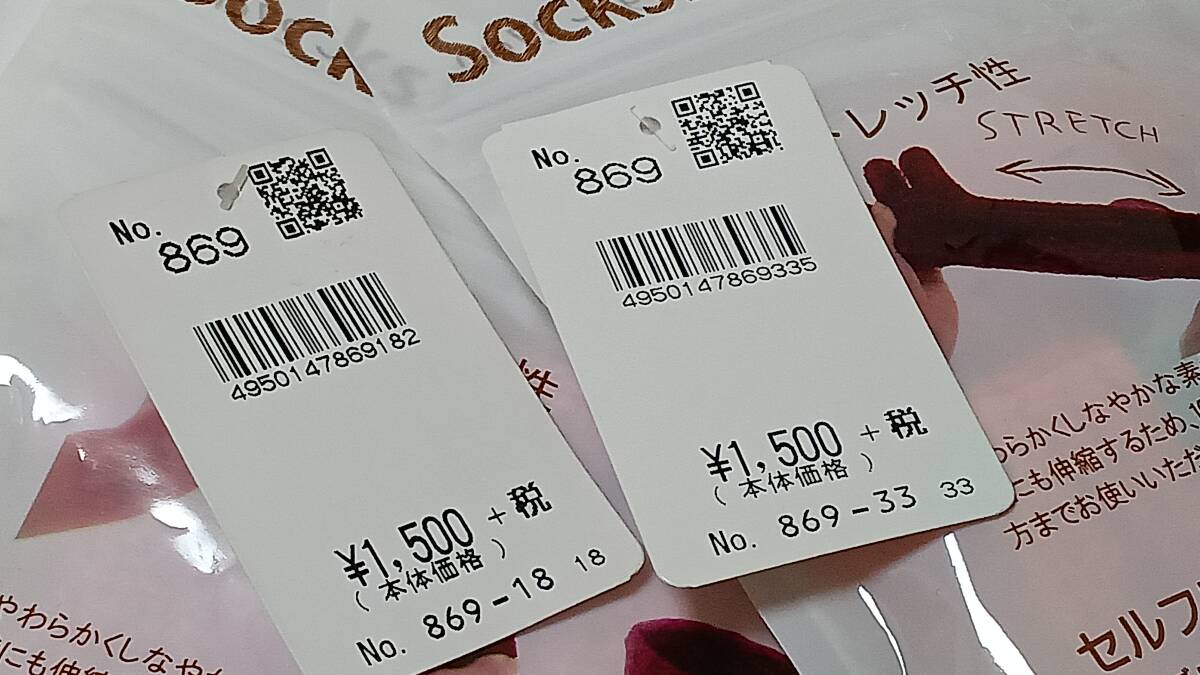 Socks
No.
869
4950147869182
¥1,500 + 税
(本体価格)
No. 869-18 18
No.
869
4950147869335
¥1,500 + 税
(本体価格)
No. 869-33 33
レッチ性
STRETCH
らかくしなやかな素
にも伸縮するため、
方までお使いいただ
セルフ
やわらかくしなや
にも伸縮
性